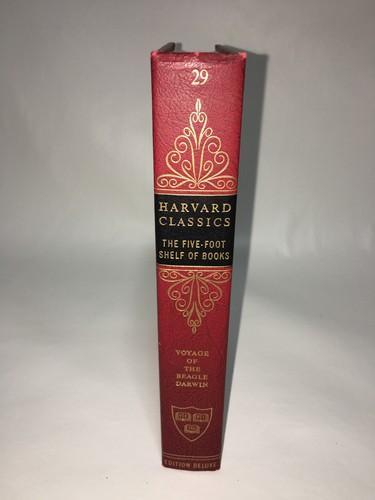 29
HARVARD
CLASSICS
THE FIVE-FOOT
SHELF OF BOOKS
VOYAGE
OF
THE
BEAGLE
DARWIN
EDITION DELUXE